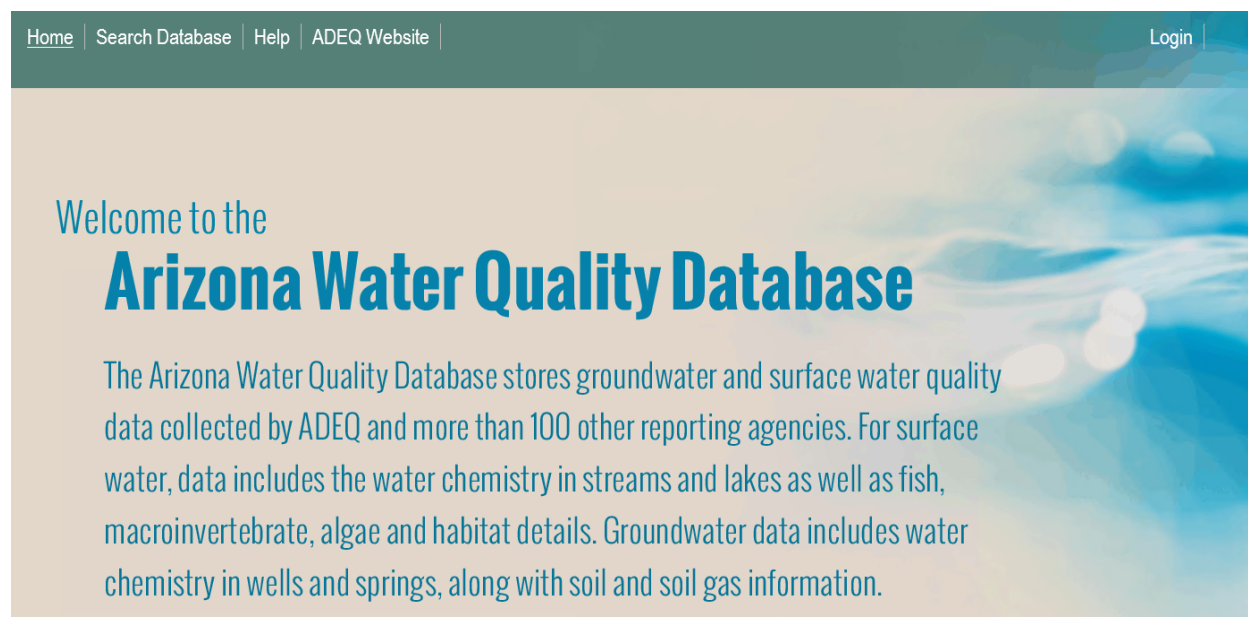 Home Search Database Help ADEQ Website Login
Welcome to the
Arizona Water Quality Database
The Arizona Water Quality Database stores groundwater and surface water quality
data collected by ADEQ and more than 100 other reporting agencies. For surface
water, data includes the water chemistry in streams and lakes as well as fish,
macroinvertebrate, algae and habitat details. Groundwater data includes water
chemistry in wells and springs, along with soil and soil gas information.